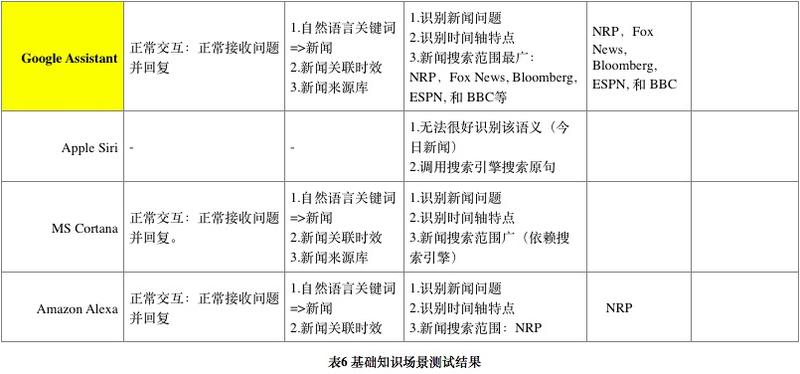 Google Assistant
正常交互：正常接收问题
并回复
1.自然语言关键词
=>新闻
2.新闻关联时效
3.新闻来源库
1.识别新闻问题
2.识别时间轴特点
3.新闻搜索范围最广：
NRP，Fox News, Bloomberg,
ESPN, 和 BBC等
NRP，Fox
News,
Bloomberg,
ESPN, 和 BBC
Apple Siri
-
-
1.无法很好识别该语义（今
日新闻）
2.调用搜索引擎搜索原句
MS Cortana
正常交互：正常接收问题
并回复。
1.自然语言关键词
=>新闻
2.新闻关联时效
3.新闻来源库
1.识别新闻问题
2.识别时间轴特点
3.新闻搜索范围广（依赖搜
索引擎）
Amazon Alexa
正常交互：正常接收问题
并回复
1.自然语言关键词
=>新闻
2.新闻关联时效
1.识别新闻问题
2.识别时间轴特点
3.新闻搜索范围：NRP
NRP
表6 基础知识场景测试结果